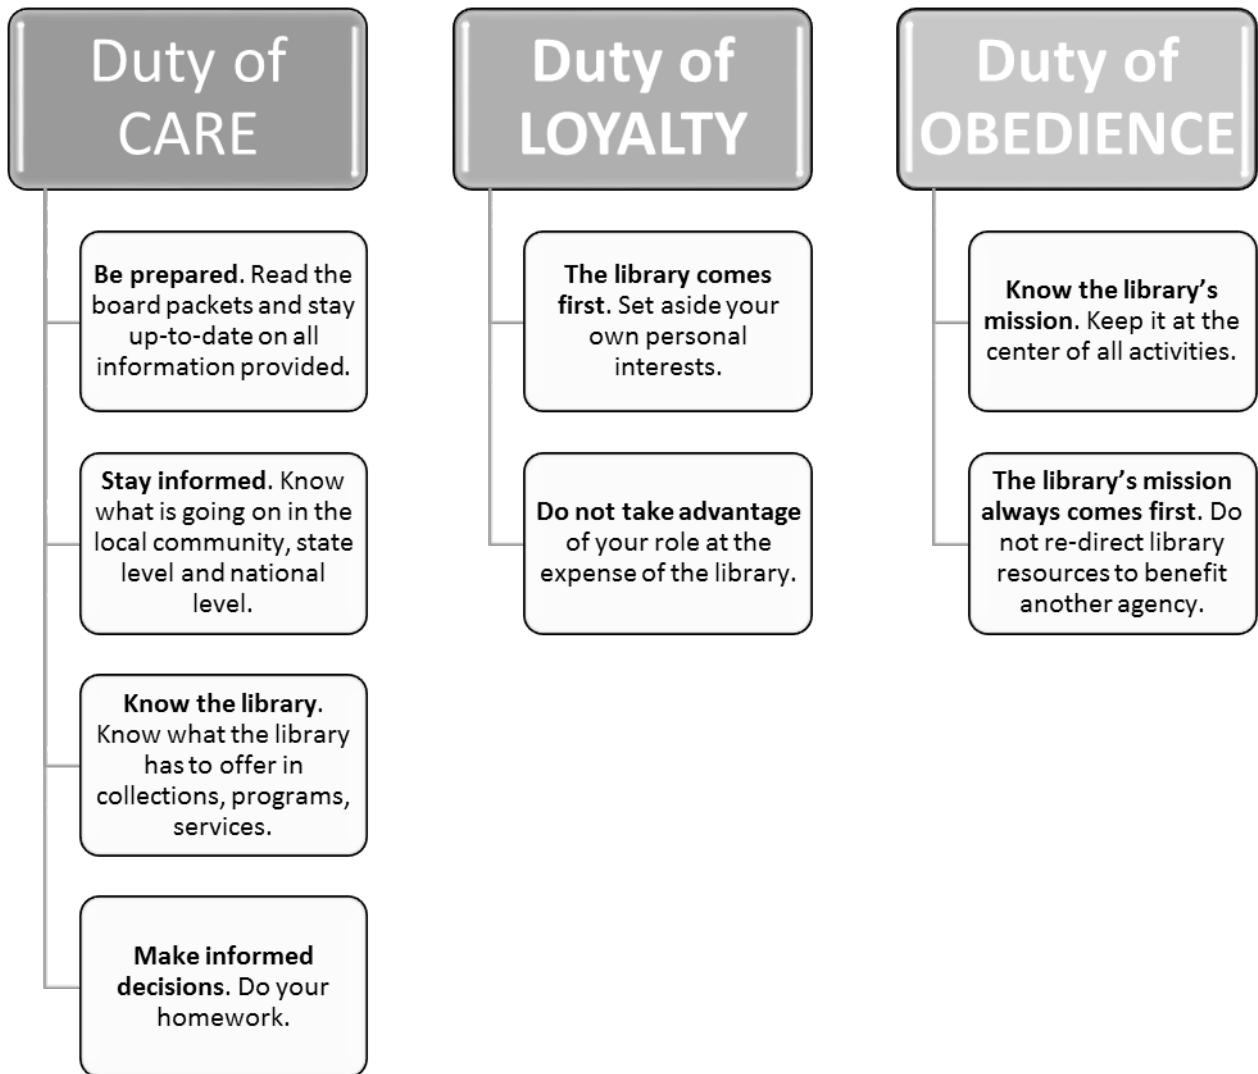 Duty of
CARE
Be prepared. Read the
board packets and stay
up-to-date on all
information provided.
Stay informed. Know
what is going on in the
local community, state
level and national
level.
Know the library.
Know what the library
has to offer in
collections, programs,
services.
Make informed
decisions. Do your
homework.
Duty of
LOYALTY
The library comes
first. Set aside your
own personal
interests.
Do not take advantage
of your role at the
expense of the library.
Duty of
OBEDIENCE
Know the library’s
mission. Keep it at the
center of all activities.
The library’s mission
always comes first. Do
not re-direct library
resources to benefit
another agency.